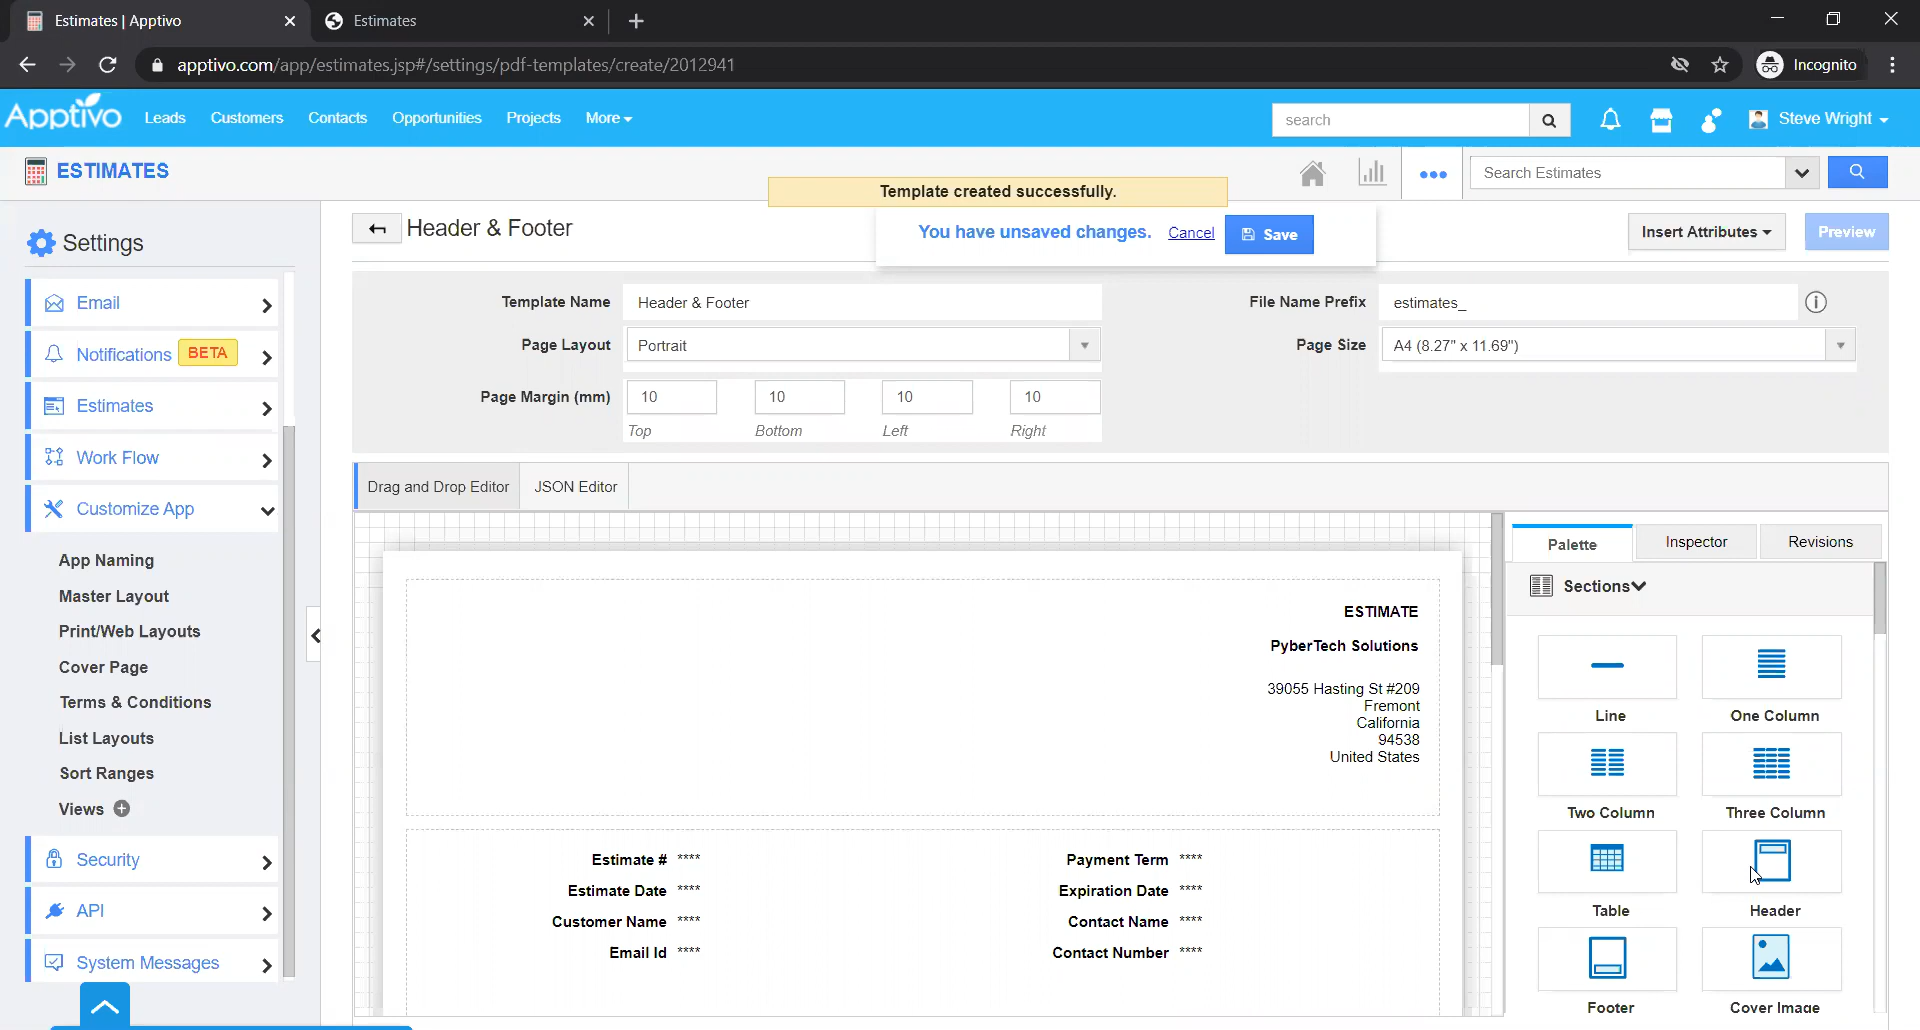 Estimates | Apptivo
Estimates
apptivo.com/app/estimates.jsp#/settings/pdf-templates/create/2012941
Incognito
Apptivo
Leads
Customers
Contacts
Opportunities
Projects
More
search
Steve Wright
ESTIMATES
Search Estimates
Template created successfully.
Settings
Header & Footer
You have unsaved changes.
Cancel
Save
Insert Attributes
Preview
Email
Notifications BETA
Estimates
Work Flow
Customize App
App Naming
Master Layout
Print/Web Layouts
Cover Page
Terms & Conditions
List Layouts
Sort Ranges
Views
Security
API
System Messages
Template Name
Header & Footer
File Name Prefix
estimates_
Page Layout
Portrait
Page Size
A4 (8.27" x 11.69")
Page Margin (mm)
10
10
10
10
Top
Bottom
Left
Right
Drag and Drop Editor
JSON Editor
ESTIMATE
PyberTech Solutions
39055 Hasting St #209
Fremont
California
94538
United States
Estimate # ****
Payment Term ****
Estimate Date ****
Expiration Date ****
Customer Name ****
Contact Name ****
Email Id ****
Contact Number ****
Palette
Inspector
Revisions
Sections
Line
One Column
Two Column
Three Column
Table
Header
Footer
Cover Image